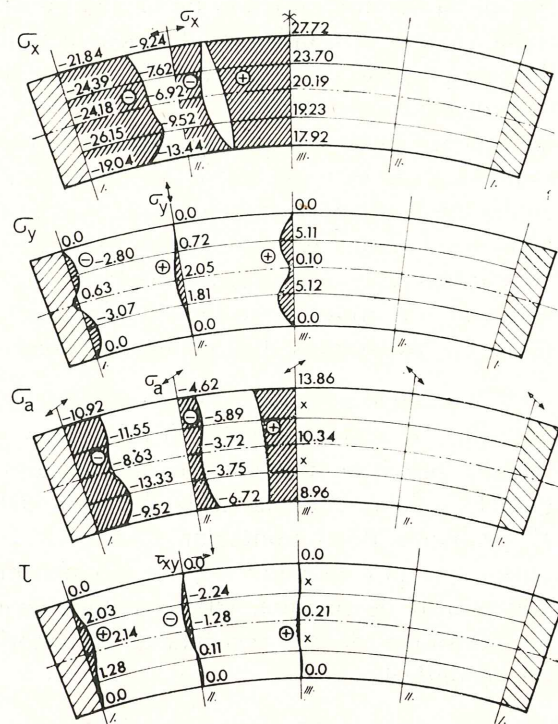 σx
σx
27.72
-21.84
-9.24
23.70
-24.39
-7.62
20.19
-24.18
-6.92
19.23
-26.15
-9.52
17.92
-19.04
-13.44
I.
II.
III.
II.
I.
σy
σy
0.0
0.0
0.0
-2.80
0.72
5.11
0.63
2.05
0.10
-3.07
1.81
5.12
0.0
0.0
0.0
I.
II.
III.
II.
I.
σa
σa
-10.92
-4.62
13.86
-11.55
-5.89
x
-8.63
-3.72
10.34
-13.33
-3.75
x
-9.52
-6.72
8.96
I.
II.
III.
II.
I.
τ
τxy
0.0
0.0
0.0
2.03
-2.24
x
2.14
-1.28
0.21
1.28
0.11
x
0.0
0.0
0.0
I.
II.
III.
II.
I.